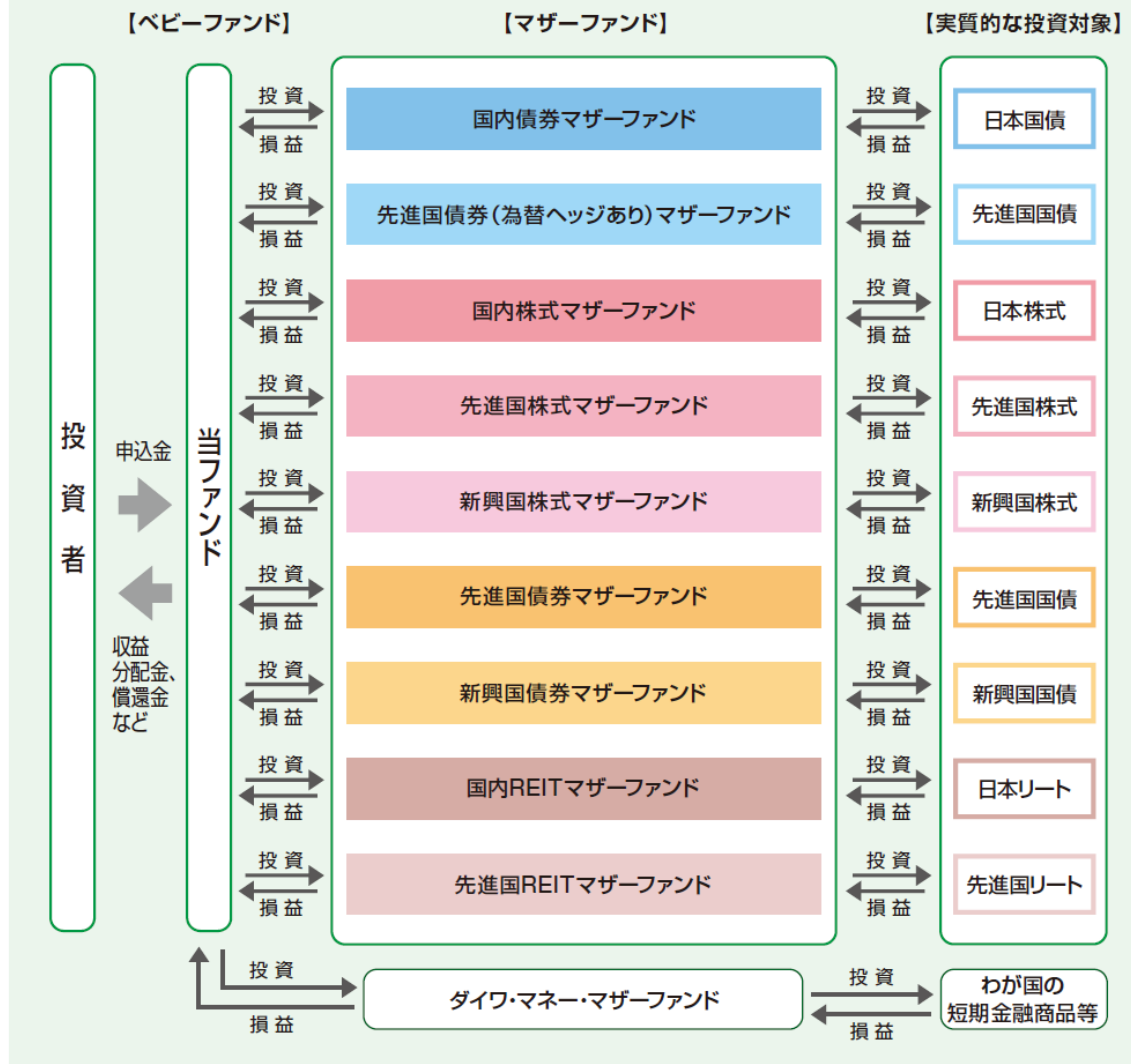 【ベビーファンド】
【マザーファンド】
【実質的な投資対象】
投資者
申込金
収益
分配金、
償還金
など
当ファンド
投 資
損 益
国内債券マザーファンド
投 資
損 益
日本国債
投 資
損 益
先進国債券（為替ヘッジあり）マザーファンド
投 資
損 益
先進国国債
投 資
損 益
国内株式マザーファンド
投 資
損 益
日本株式
投 資
損 益
先進国株式マザーファンド
投 資
損 益
先進国株式
投 資
損 益
新興国株式マザーファンド
投 資
損 益
新興国株式
投 資
損 益
先進国債券マザーファンド
投 資
損 益
先進国国債
投 資
損 益
新興国債券マザーファンド
投 資
損 益
新興国国債
投 資
損 益
国内REITマザーファンド
投 資
損 益
日本リート
投 資
損 益
先進国REITマザーファンド
投 資
損 益
先進国リート
投 資
損 益
ダイワ・マネー・マザーファンド
投 資
損 益
わが国の
短期金融商品等